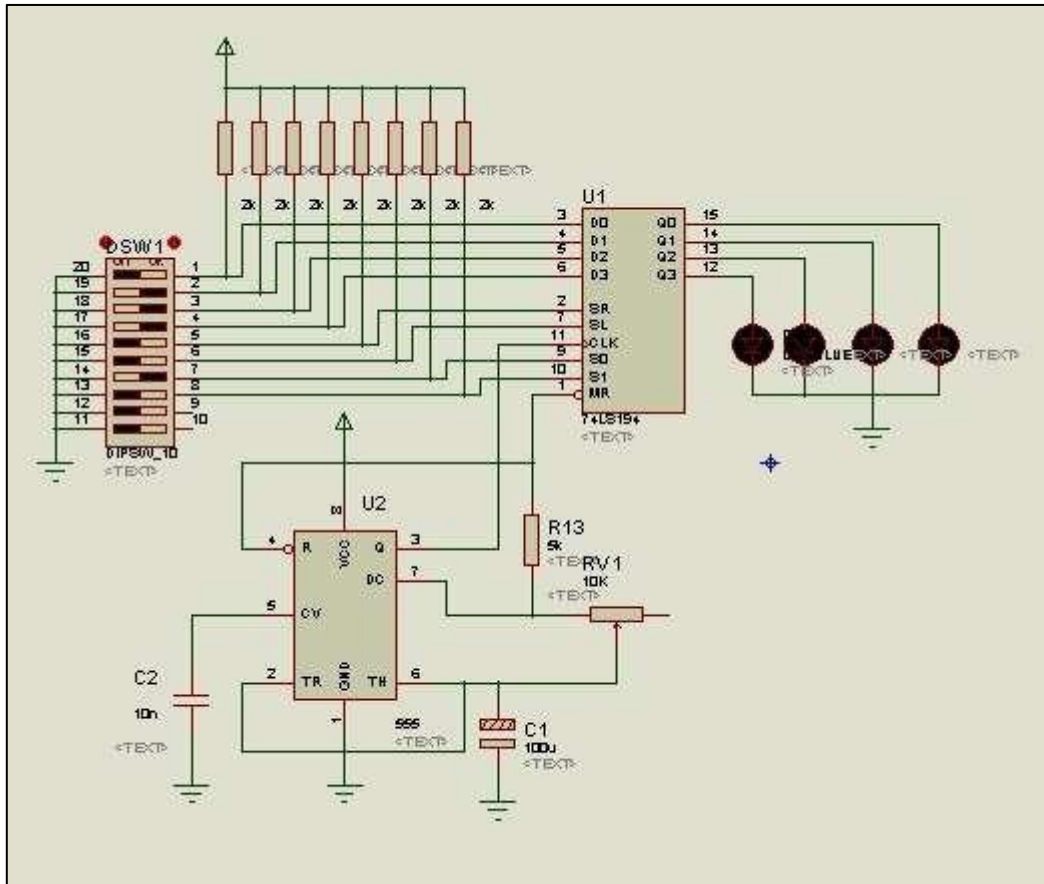 <TEXT>
2k 2k 2k 2k 2k 2k 2k 2k
U1
3 D0 Q0 15
4 D1 Q1 14
5 D2 Q2 13
6 D3 Q3 12
2 SR
7 SL
11 CLK
9 S0
10 S1
1 MR
74LS194
<TEXT>
<TEXT>
<TEXT>
<TEXT>
<TEXT>
DSW1
20 1
19 2
18 3
17 4
16 5
15 6
14 7
13 8
12 9
11 10
DIPSW_10
<TEXT>
U2
8
VCC
4 R Q 3
DC 7
5 CV
2 TR GND TH 6
1
555
<TEXT>
R13
5k
<TEXT>
RV1
10K
<TEXT>
C2
10n
<TEXT>
C1
100u
<TEXT>